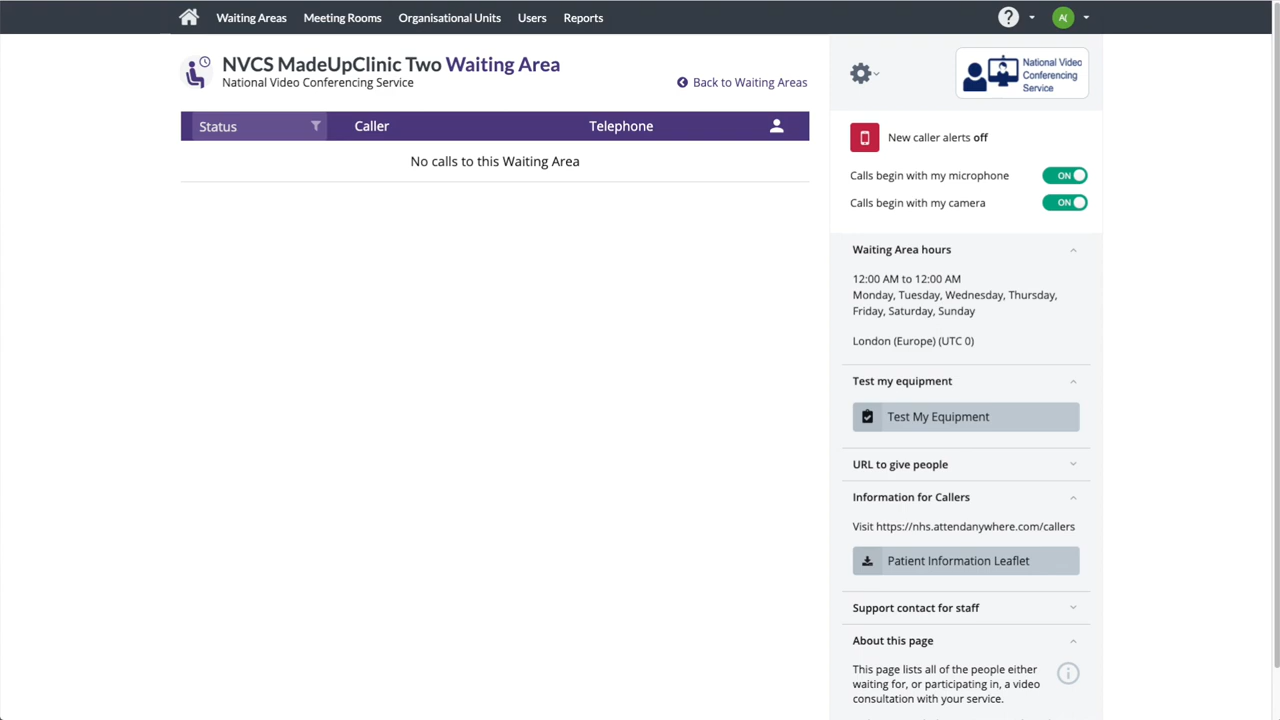 Waiting Areas Meeting Rooms Organisational Units Users Reports
? A(
NVCS MadeUpClinic Two Waiting Area
National Video Conferencing Service
Back to Waiting Areas
Status Caller Telephone
No calls to this Waiting Area
National Video
Conferencing
Service
New caller alerts off
Calls begin with my microphone ON
Calls begin with my camera ON
Waiting Area hours
12:00 AM to 12:00 AM
Monday, Tuesday, Wednesday, Thursday,
Friday, Saturday, Sunday
London (Europe) (UTC 0)
Test my equipment
Test My Equipment
URL to give people
Information for Callers
Visit https://nhs.attendanywhere.com/callers
Patient Information Leaflet
Support contact for staff
About this page
This page lists all of the people either
waiting for, or participating in, a video
consultation with your service.